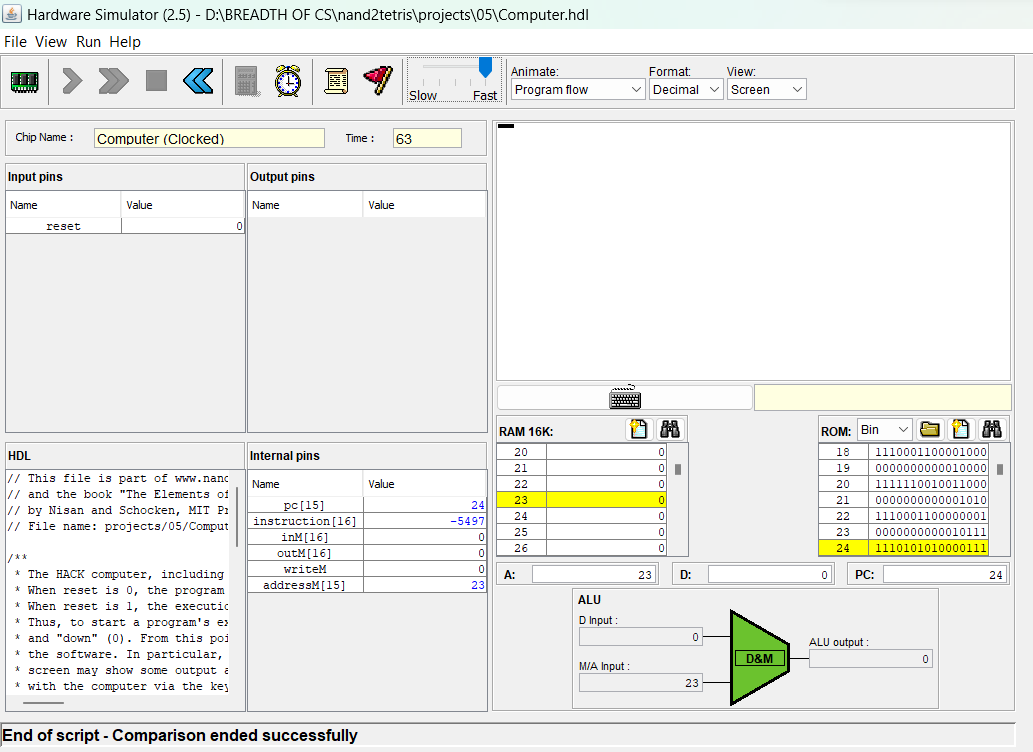 Hardware Simulator (2.5) - D:\BREADTH OF CS\nand2tetris\projects\05\Computer.hdl
File View Run Help
Slow Fast
Animate: Format: View:
Program flow Decimal Screen
Chip Name : Computer (Clocked) Time : 63
Input pins
Name Value
reset 0
Output pins
Name Value
HDL
// This file is part of www.nand
// and the book "The Elements of
// by Nisan and Schocken, MIT Pr
// File name: projects/05/Comput
/**
* The HACK computer, including
* When reset is 0, the program
* When reset is 1, the executio
* Thus, to start a program's ex
* and "down" (0). From this poi
* the software. In particular,
* screen may show some output a
* with the computer via the key
Internal pins
Name Value
pc[15] 24
instruction[16] -5497
inM[16] 0
outM[16] 0
writeM 0
addressM[15] 23
RAM 16K:
20 0
21 0
22 0
23 0
24 0
25 0
26 0
ROM: Bin
18 1110001100001000
19 0000000000010000
20 1111110010011000
21 0000000000001010
22 1110001100000001
23 0000000000010111
24 1110101010000111
A: 23 D: 0 PC: 24
ALU
D Input :
0
M/A Input :
23
D&M
ALU output :
0
End of script - Comparison ended successfully